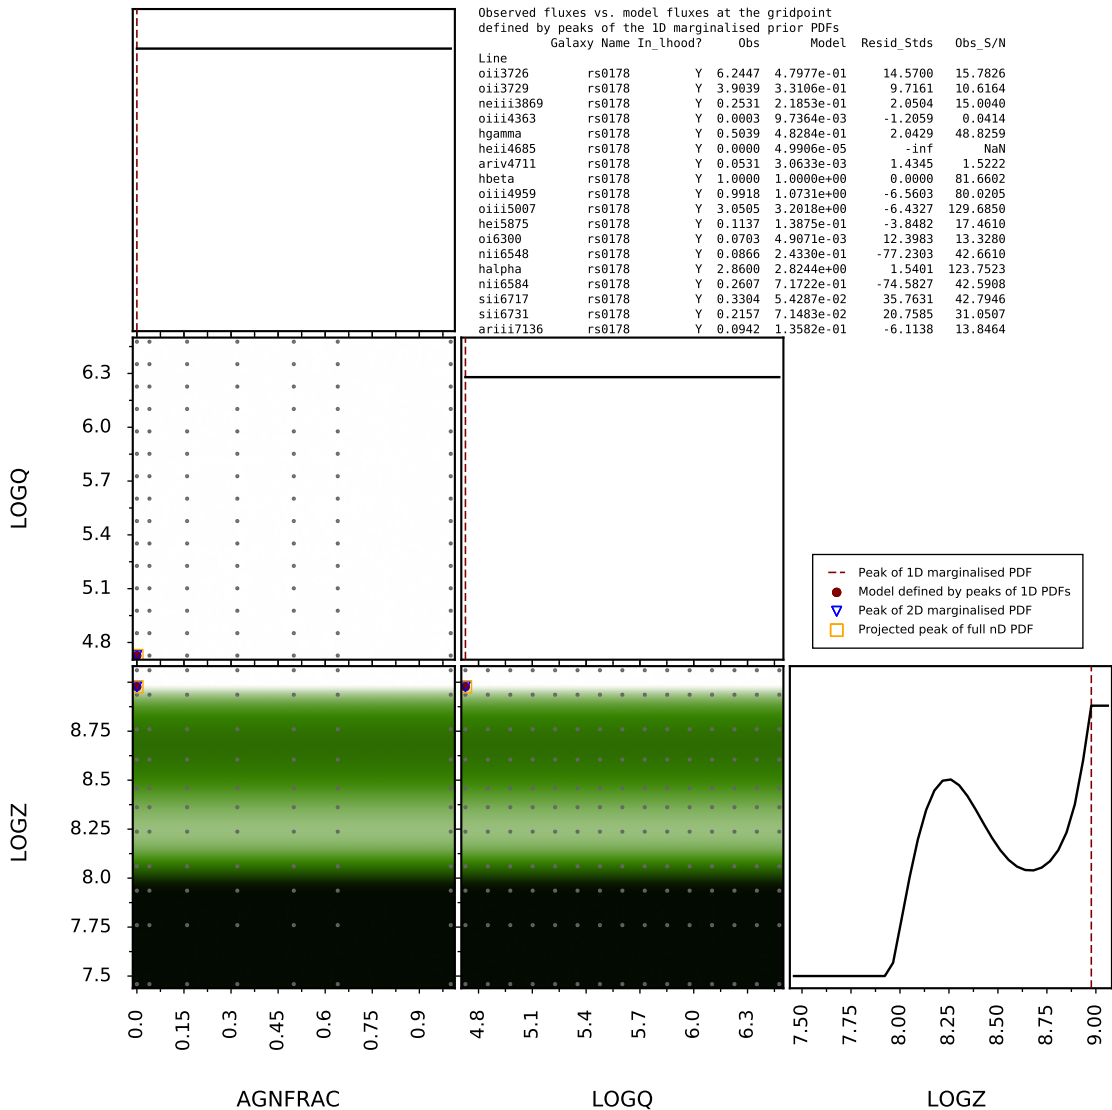 Observed fluxes vs. model fluxes at the gridpoint
defined by peaks of the 1D marginalised prior PDFs
Galaxy Name In_lhood? Obs Model Resid_Stds Obs_S/N
Line
oii3726 rs0178 Y 6.2447 4.7977e-01 14.5700 15.7826
oii3729 rs0178 Y 3.9039 3.3106e-01 9.7161 10.6164
neiii3869 rs0178 Y 0.2531 2.1853e-01 2.0504 15.0040
oiii4363 rs0178 Y 0.0003 9.7364e-03 -1.2059 0.0414
hgamma rs0178 Y 0.5039 4.8284e-01 2.0429 48.8259
heii4685 rs0178 Y 0.0000 4.9906e-05 -inf NaN
ariv4711 rs0178 Y 0.0531 3.0633e-03 1.4345 1.5222
hbeta rs0178 Y 1.0000 1.0000e+00 0.0000 81.6602
oiii4959 rs0178 Y 0.9918 1.0731e+00 -6.5603 80.0205
oiii5007 rs0178 Y 3.0505 3.2018e+00 -6.4327 129.6850
hei5875 rs0178 Y 0.1137 1.3875e-01 -3.8482 17.4610
oi6300 rs0178 Y 0.0703 4.9071e-03 12.3983 13.3280
nii6548 rs0178 Y 0.0866 2.4330e-01 -77.2303 42.6610
halpha rs0178 Y 2.8600 2.8244e+00 1.5401 123.7523
nii6584 rs0178 Y 0.2607 7.1722e-01 -74.5827 42.5908
sii6717 rs0178 Y 0.3304 5.4287e-02 35.7631 42.7946
sii6731 rs0178 Y 0.2157 7.1483e-02 20.7585 31.0507
ariii7136 rs0178 Y 0.0942 1.3582e-01 -6.1138 13.8464
LOGQ
6.3
6.0
5.7
5.4
5.1
4.8
Peak of 1D marginalised PDF
Model defined by peaks of 1D PDFs
Peak of 2D marginalised PDF
Projected peak of full nD PDF
LOGZ
8.75
8.5
8.25
8.0
7.75
7.5
0.0 0.15 0.3 0.45 0.6 0.75 0.9
4.8 5.1 5.4 5.7 6.0 6.3
7.50 7.75 8.00 8.25 8.50 8.75 9.00
AGNFRAC LOGQ LOGZ